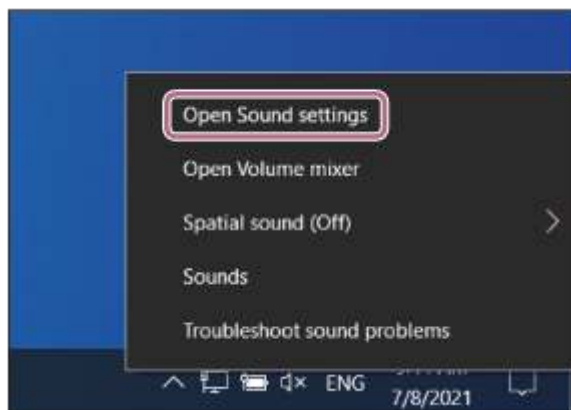 Open Sound settings
Open Volume mixer
Spatial sound (Off)
Sounds
Troubleshoot sound problems
ENG
7/8/2021